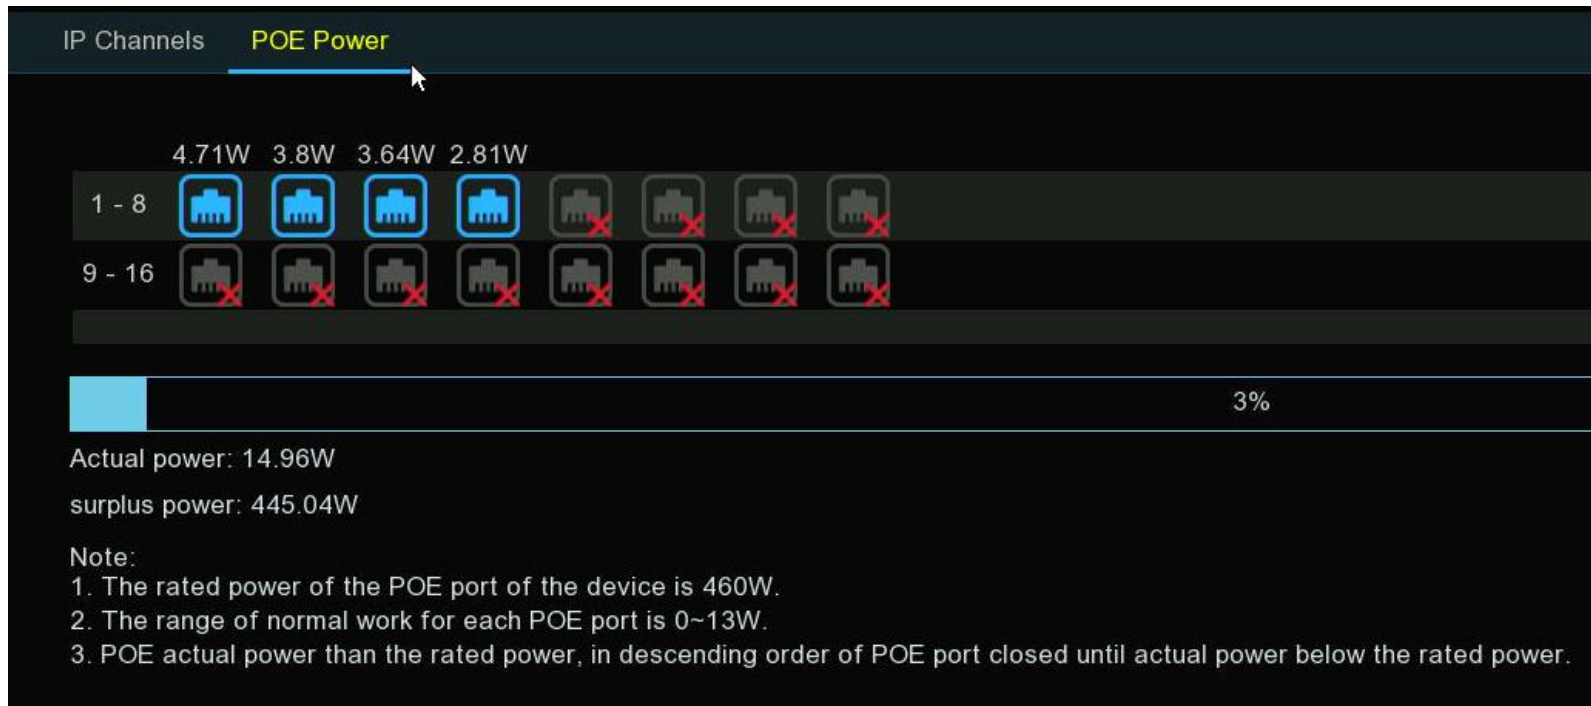 IP Channels POE Power
4.71W 3.8W 3.64W 2.81W
1 - 8
9 - 16
3%
Actual power: 14.96W
surplus power: 445.04W
Note:
1. The rated power of the POE port of the device is 460W.
2. The range of normal work for each POE port is 0~13W.
3. POE actual power than the rated power, in descending order of POE port closed until actual power below the rated power.